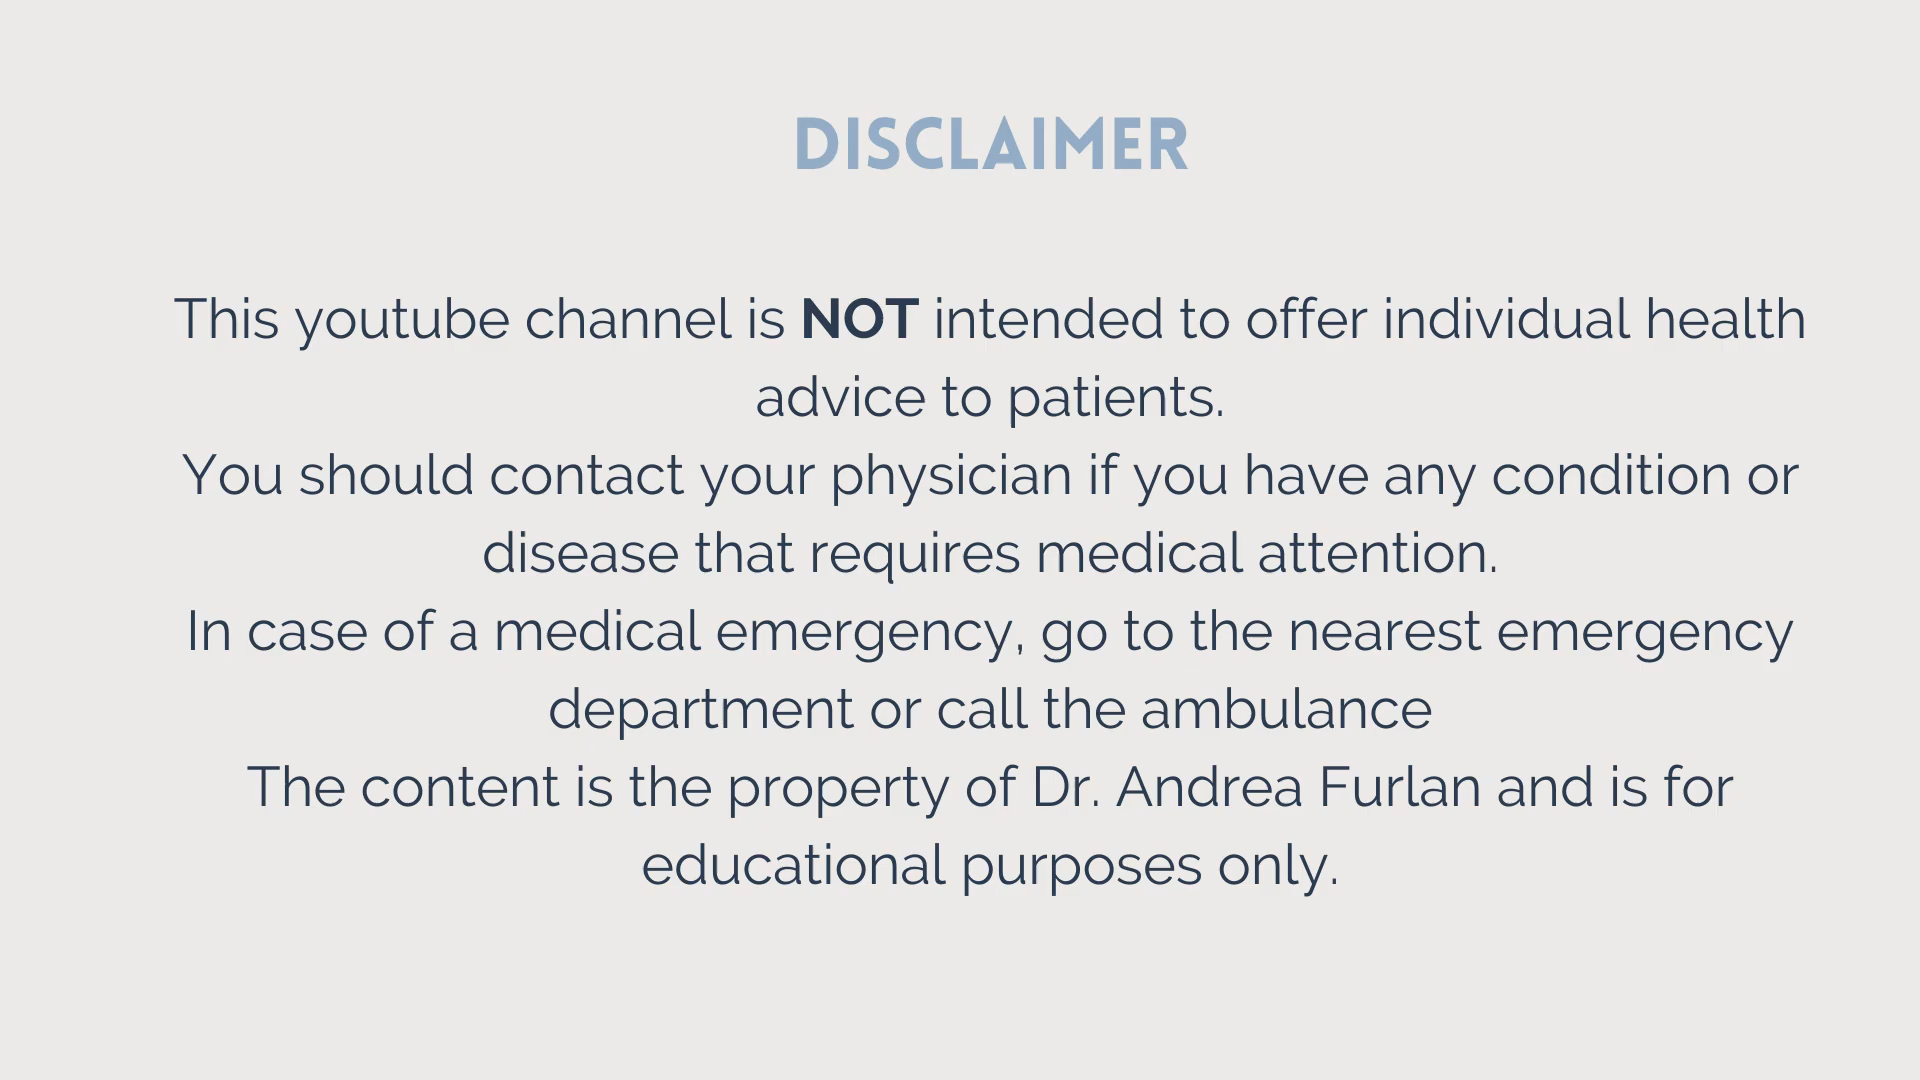 DISCLAIMER
This youtube channel is NOT intended to offer individual health
advice to patients.
You should contact your physician if you have any condition or
disease that requires medical attention.
In case of a medical emergency, go to the nearest emergency
department or call the ambulance
The content is the property of Dr. Andrea Furlan and is for
educational purposes only.